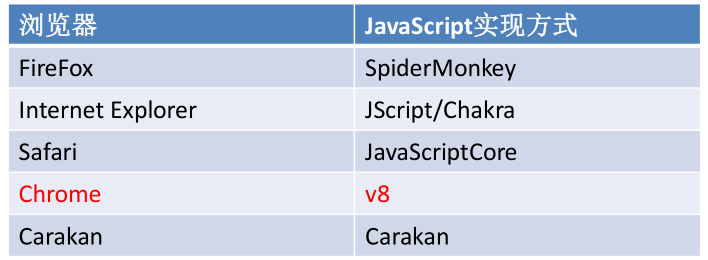 浏览器 JavaScript实现方式
FireFox SpiderMonkey
Internet Explorer JScript/Chakra
Safari JavaScriptCore
Chrome v8
Carakan Carakan